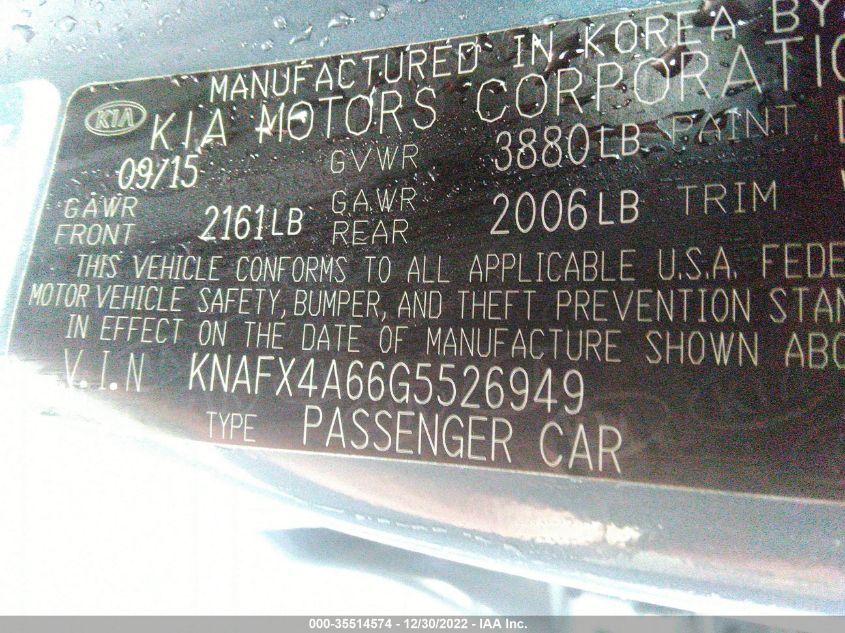 MANUFACTURED IN KOREA BY
KIA KIA MOTORS CORPORATIO
09/15 GVWR 3880LB PAINT
GAWR FRONT 2161LB GAWR REAR 2006LB TRIM
THIS VEHICLE CONFORMS TO ALL APPLICABLE U.S.A. FEDE
MOTOR VEHICLE SAFETY, BUMPER, AND THEFT PREVENTION STAN
IN EFFECT ON THE DATE OF MANUFACTURE SHOWN ABO
V.I.N KNAFX4A66G5526949
TYPE PASSENGER CAR
000-35514574 - 12/30/2022 - IAA Inc.